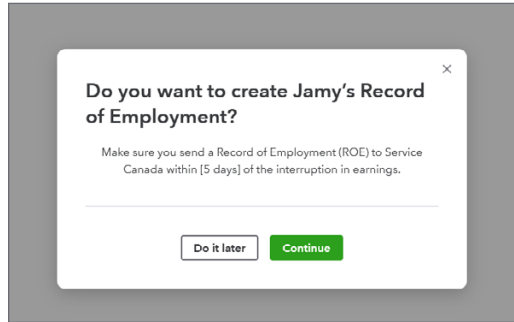 Do you want to create Jamy's Record
of Employment?
Make sure you send a Record of Employment (ROE) to Service
Canada within [5 days] of the interruption in earnings.
Do it later
Continue